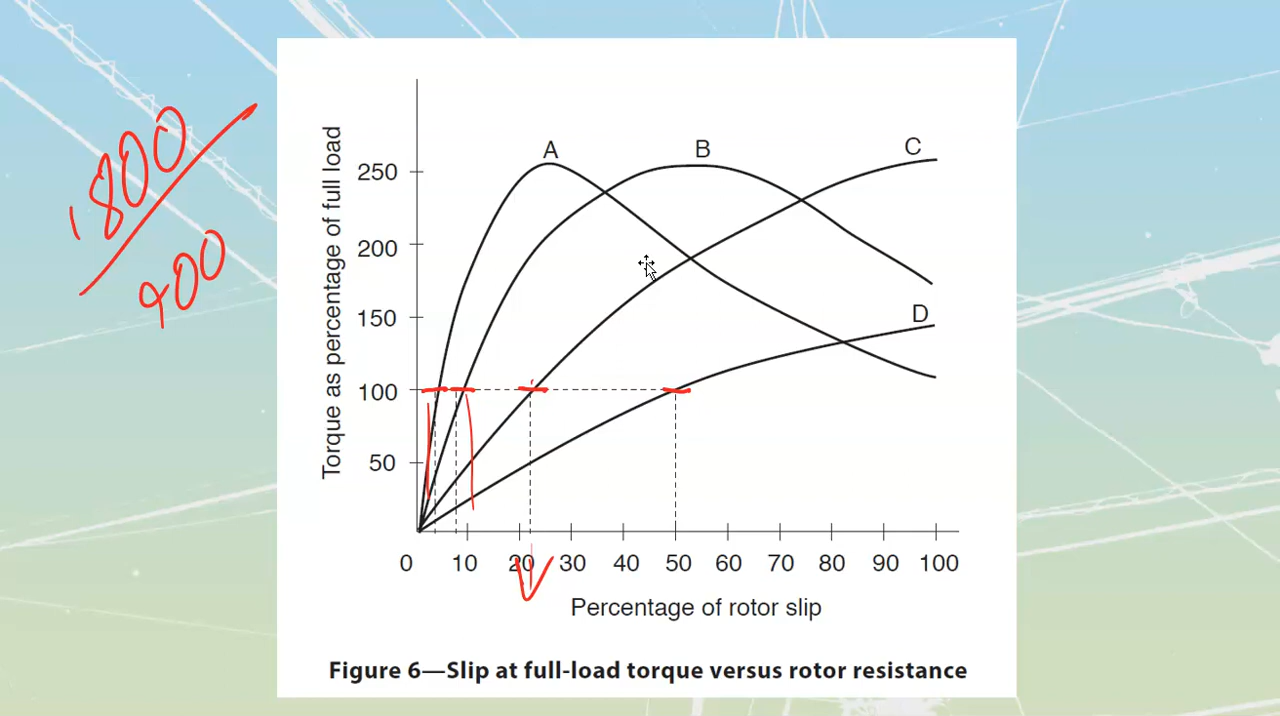 1800
900
A
B
C
D
Torque as percentage of full load
250
200
150
100
50
0 10 20 30 40 50 60 70 80 90 100
Percentage of rotor slip
Figure 6—Slip at full-load torque versus rotor resistance